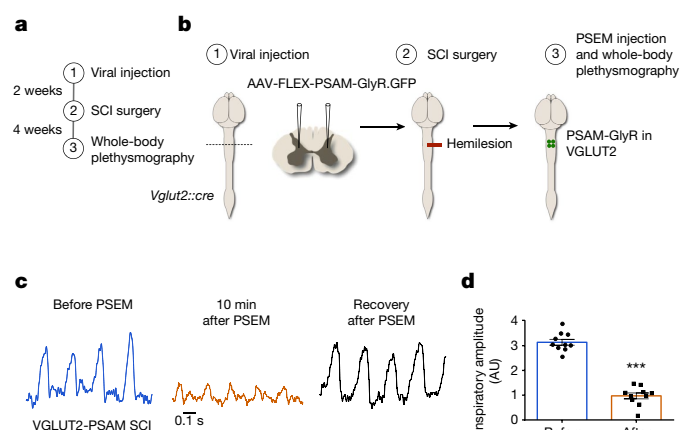 a
1 Viral injection
2 weeks
2 SCI surgery
4 weeks
3 Whole-body
plethysmography
b
1 Viral injection
2 SCI surgery
3 PSEM injection
and whole-body
plethysmography
AAV-FLEX-PSAM-GlyR.GFP
Hemilesion
PSAM-GlyR in
VGLUT2
Vglut2::cre
c
Before PSEM
10 min
after PSEM
Recovery
after PSEM
0.1 s
VGLUT2-PSAM SCI
d
nspiratory amplitude
(AU)
4
3
2
1
0
***